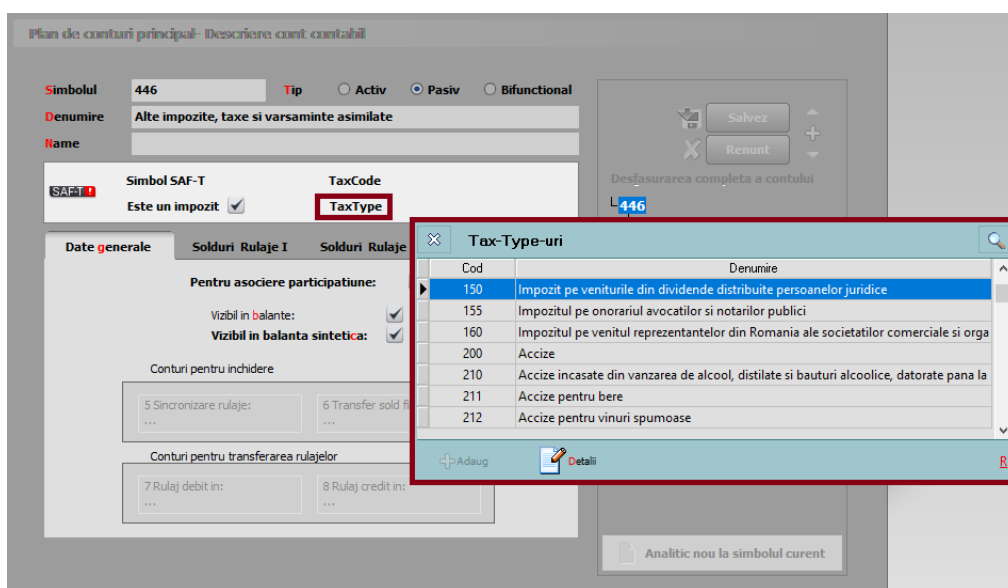 Plan de conturi principal- Descriere cont contabil
Simbolul 446 Tip Activ Pasiv Bifunctional
Denumire Alte impozite, taxe si varsaminte asimilate
Name
Salvez
Renunt
SAF-T ! Simbol SAF-T TaxCode
Este un impozit TaxType
Desfasurarea completa a contului
446
Date generale Solduri Rulaje I Solduri Rulaje
Pentru asociere participatiune:
Vizibil in balante:
Vizibil in balanta sintetica:
Conturi pentru inchidere
5 Sincronizare rulaje: 6 Transfer sold fi
... ...
Conturi pentru transferarea rulajelor
7 Rulaj debit in: 8 Rulaj credit in:
... ...
Tax-Type-uri
Cod Denumire
150 Impozit pe veniturile din dividende distribuite persoanelor juridice
155 Impozitul pe onorariul avocatilor si notarilor publici
160 Impozitul pe venitul reprezentantelor din Romania ale societatilor comerciale si orga
200 Accize
210 Accize incasate din vanzarea de alcool, distilate si bauturi alcoolice, datorate pana la
211 Accize pentru bere
212 Accize pentru vinuri spumoase
Adaug Detalii R
Analitic nou la simbolul curent